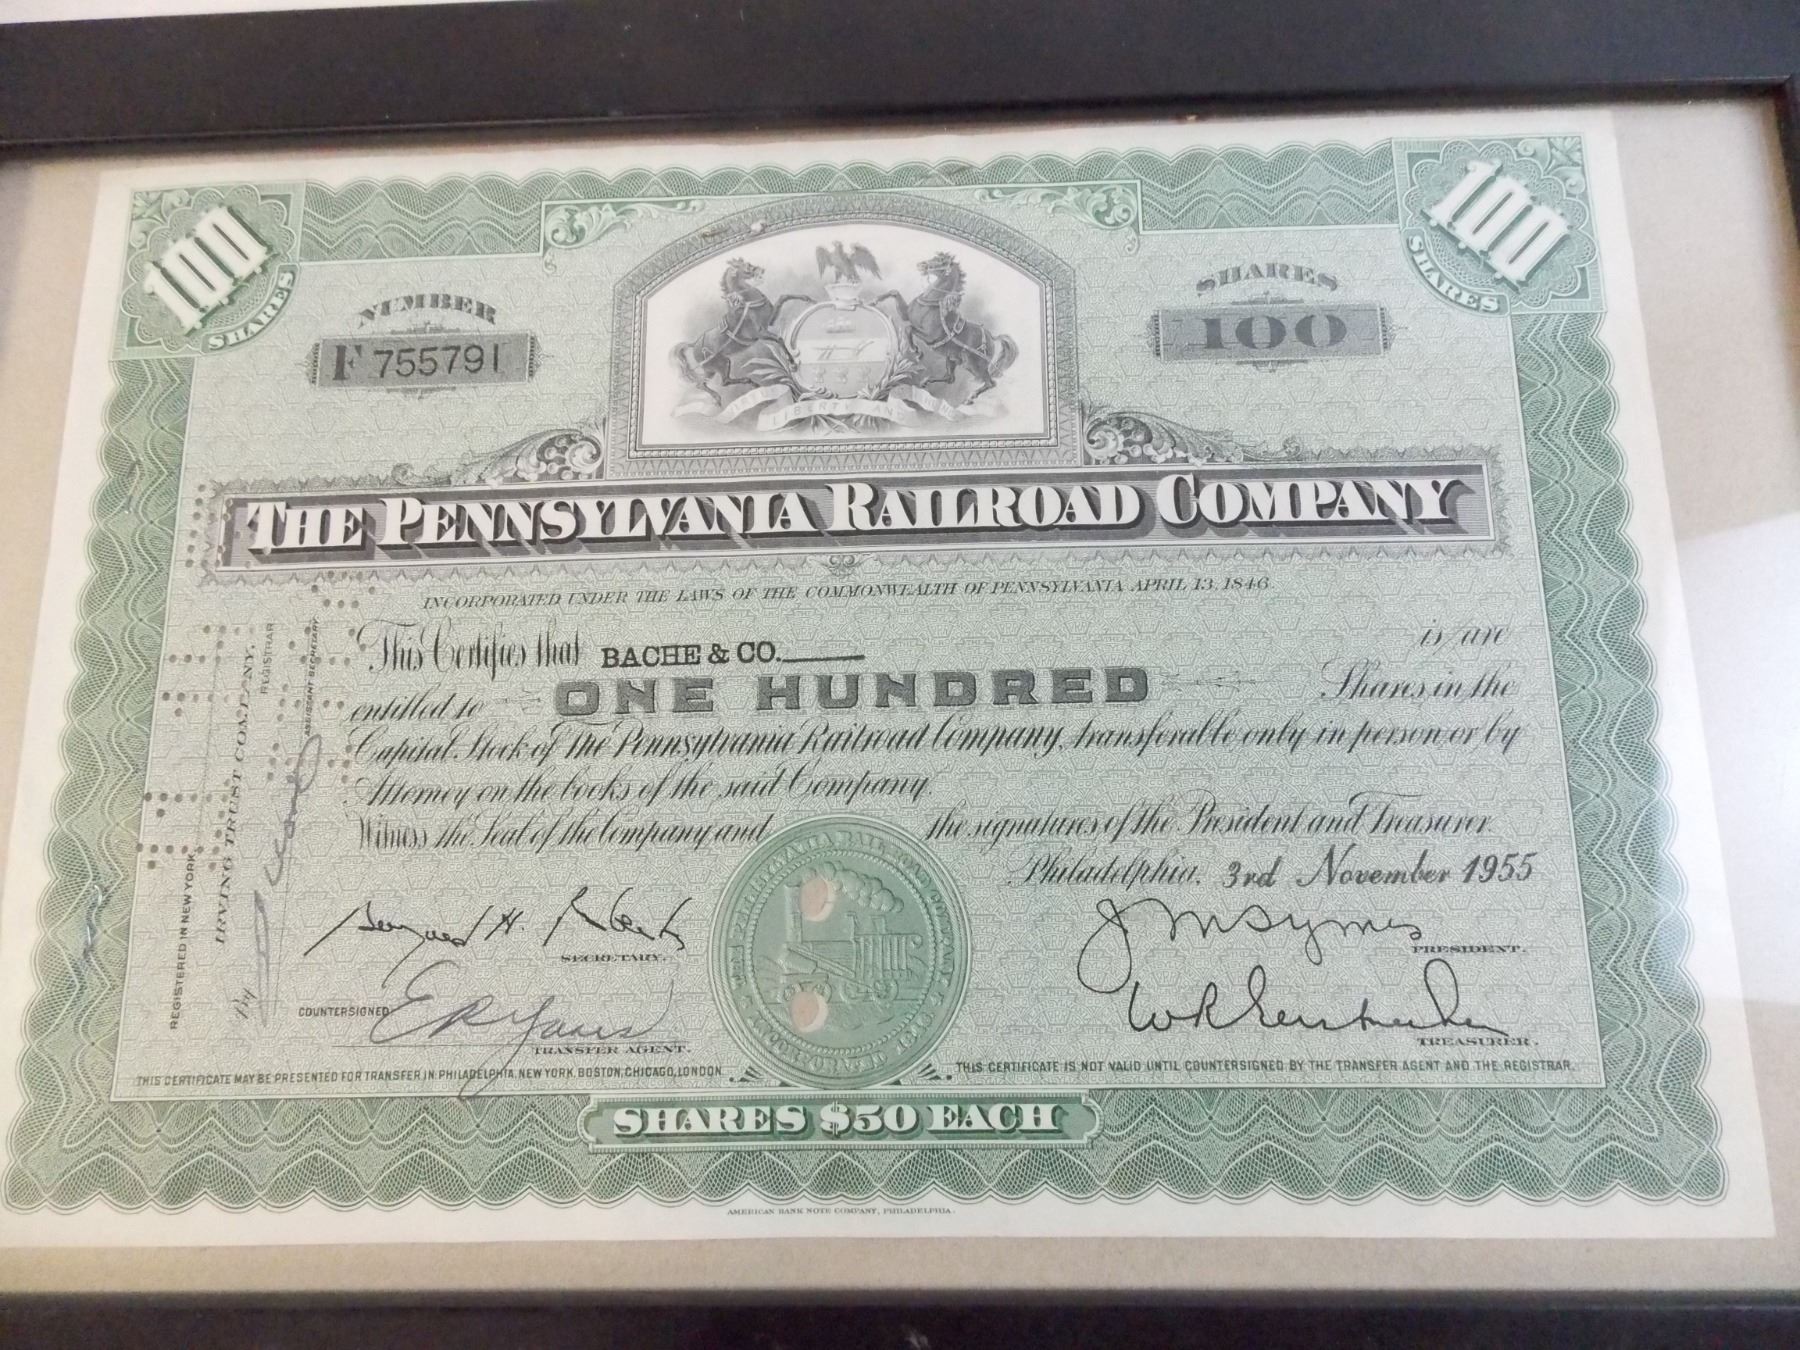 100 SHARES
100 SHARES
NUMBER
F 755791
SHARES
100
THE PENNSYLVANIA RAILROAD COMPANY
INCORPORATED UNDER THE LAWS OF THE COMMONWEALTH OF PENNSYLVANIA APRIL 13, 1846.
This Certifies that BACHE & CO. is/are
entitled to ONE HUNDRED Shares in the
Capital Stock of The Pennsylvania Railroad Company, transferable only in person or by
Attorney on the books of the said Company.
Witness the Seal of the Company and the signatures of the President and Treasurer.
Philadelphia, 3rd November 1955
J M Symes
PRESIDENT.
SECRETARY.
COUNTERSIGNED
TRANSFER AGENT.
TREASURER.
REGISTERED IN NEW YORK
IRVING TRUST COMPANY,
REGISTRAR
By
ASSISTANT SECRETARY
THIS CERTIFICATE MAY BE PRESENTED FOR TRANSFER IN PHILADELPHIA, NEW YORK, BOSTON, CHICAGO, LONDON
THIS CERTIFICATE IS NOT VALID UNTIL COUNTERSIGNED BY THE TRANSFER AGENT AND THE REGISTRAR.
SHARES $50 EACH
AMERICAN BANK NOTE COMPANY, PHILADELPHIA.